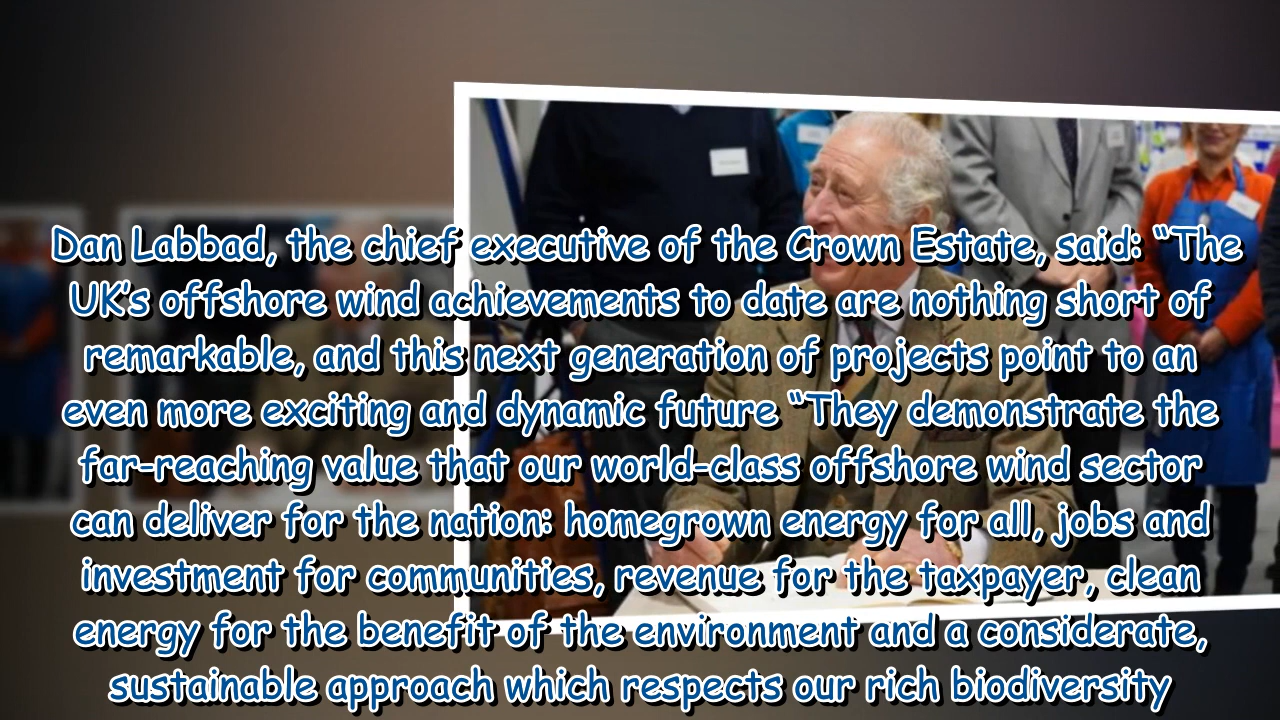 Dan Labbad, the chief executive of the Crown Estate, said: “The
UK’s offshore wind achievements to date are nothing short of
remarkable, and this next generation of projects point to an
even more exciting and dynamic future “They demonstrate the
far-reaching value that our world-class offshore wind sector
can deliver for the nation: homegrown energy for all, jobs and
investment for communities, revenue for the taxpayer, clean
energy for the benefit of the environment and a considerate,
sustainable approach which respects our rich biodiversity